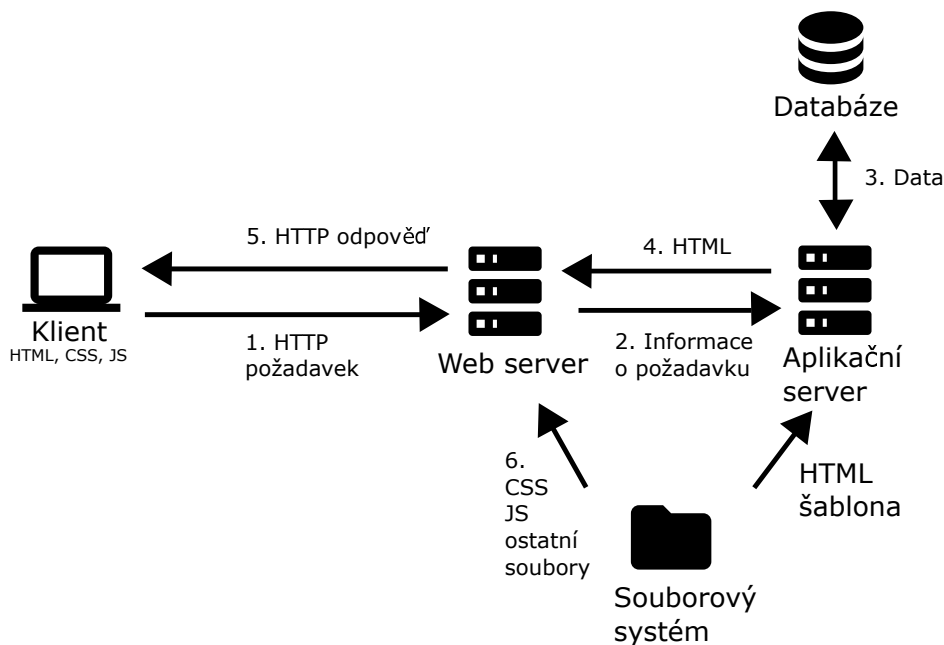 Databáze
3. Data
5. HTTP odpověď
4. HTML
Klient
HTML, CSS, JS
1. HTTP
požadavek
Web server
2. Informace
o požadavku
Aplikační
server
6.
CSS
JS
ostatní
soubory
HTML
šablona
Souborový
systém